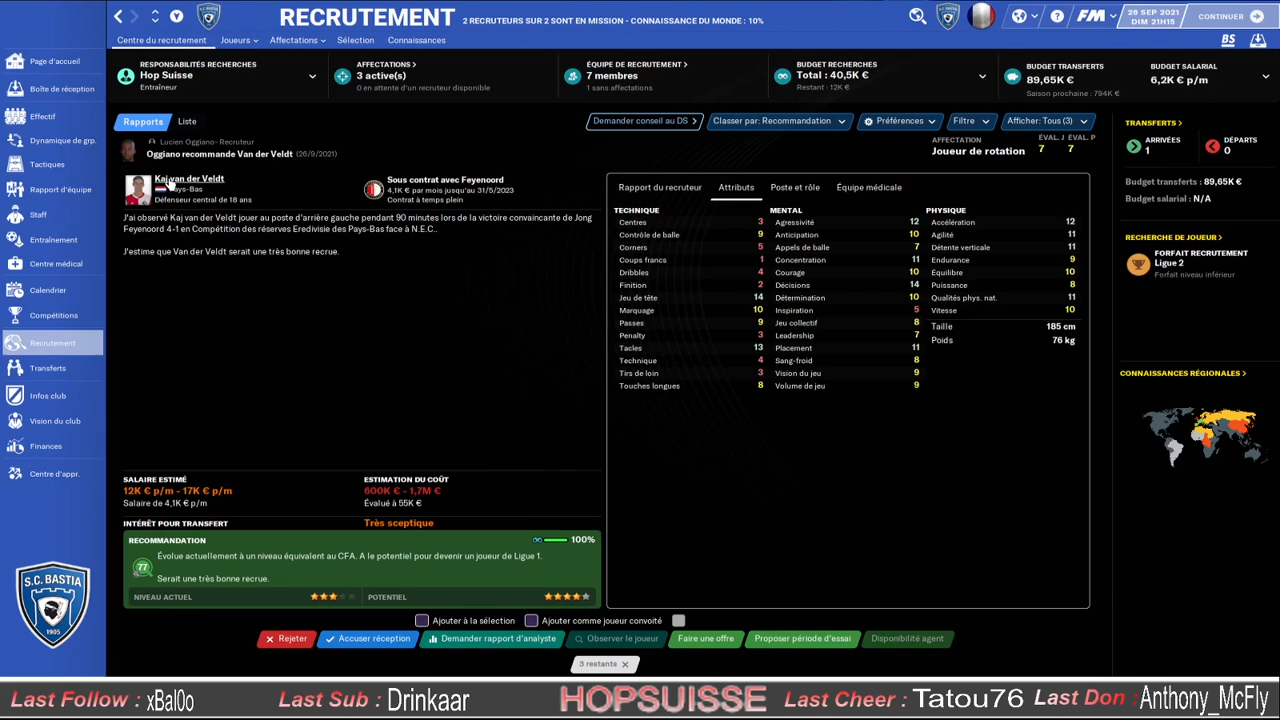 RECRUTEMENT
2 RECRUTEURS SUR 2 SONT EN MISSION - CONNAISSANCE DU MONDE : 10%
FM
26 SEP 2021
DIM 21H15
CONTINUER
Centre du recrutement
Joueurs
Affectations
Sélection
Connaissances
BS
Page d'accueil
Boîte de réception
Effectif
Dynamique de grp.
Tactiques
Rapport d'équipe
Staff
Entraînement
Centre médical
Calendrier
Compétitions
Recrutement
Transferts
Infos club
Vision du club
Finances
Centre d'appr.
S.C. BASTIA
1905
RESPONSABILITÉS RECHERCHES
Hop Suisse
Entraîneur
AFFECTATIONS >
3 active(s)
0 en attente d'un recruteur disponible
ÉQUIPE DE RECRUTEMENT >
7 membres
1 sans affectations
BUDGET RECHERCHES
Total : 40,5K €
Restant : 12K €
BUDGET TRANSFERTS
89,65K €
Saison prochaine : 794K €
BUDGET SALARIAL
6,2K € p/m
Rapports
Liste
Demander conseil au DS >
Classer par: Recommandation
Préférences
Filtre
Afficher: Tous (3)
Lucien Oggiano-Recruteur
Oggiano recommande Van der Veldt (26/9/2021)
AFFECTATION
Joueur de rotation
ÉVAL. J
7
ÉVAL. P
7
Kaj van der Veldt
Pays-Bas
Défenseur central de 18 ans
Sous contrat avec Feyenoord
4,1K € par mois jusqu'au 31/5/2023
Contrat à temps plein
J'ai observé Kaj van der Veldt jouer au poste d'arrière gauche pendant 90 minutes lors de la victoire convaincante de Jong
Feyenoord 4-1 en Compétition des réserves Eredivisie des Pays-Bas face à N.E.C..
J'estime que Van der Veldt serait une très bonne recrue.
SALAIRE ESTIMÉ
12K € p/m - 17K € p/m
Salaire de 4,1K € p/m
ESTIMATION DU COÛT
600K € - 1,7M €
Évalué à 55K €
INTÉRÊT POUR TRANSFERT
Très sceptique
RECOMMANDATION
100%
77
Évolue actuellement à un niveau équivalent au CFA. A le potentiel pour devenir un joueur de Ligue 1.
Serait une très bonne recrue.
NIVEAU ACTUEL
POTENTIEL
Rapport du recruteur
Attributs
Poste et rôle
Équipe médicale
TECHNIQUE
Centres 3
Contrôle de balle 9
Corners 5
Coups francs 1
Dribbles 4
Finition 2
Jeu de tête 14
Marquage 10
Passes 9
Penalty 3
Tacles 13
Technique 4
Tirs de loin 3
Touches longues 8
MENTAL
Agressivité 12
Anticipation 10
Appels de balle 7
Concentration 11
Courage 10
Décisions 14
Détermination 10
Inspiration 5
Jeu collectif 8
Leadership 7
Placement 11
Sang-froid 8
Vision du jeu 9
Volume de jeu 9
PHYSIQUE
Accélération 12
Agilité 11
Détente verticale 11
Endurance 9
Équilibre 10
Puissance 8
Qualités phys. nat. 11
Vitesse 10
Taille 185 cm
Poids 76 kg
TRANSFERTS >
ARRIVÉES
1
DÉPARTS
0
Budget transferts : 89,65K €
Budget salarial : N/A
RECHERCHE DE JOUEUR >
FORFAIT RECRUTEMENT
Ligue 2
Forfait niveau inférieur
CONNAISSANCES RÉGIONALES >
Ajouter à la sélection
Ajouter comme joueur convoité
Rejeter
Accuser réception
Demander rapport d'analyste
Observer le joueur
Faire une offre
Proposer période d'essai
Disponibilité agent
3 restants
Last Follow : xBal0o
Last Sub : Drinkaar
HOPSUISSE
Last Cheer : Tatou76
Last Don : Anthony_McFly